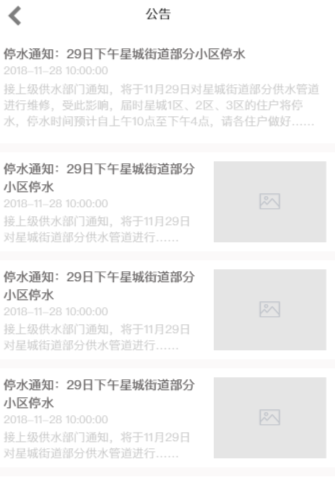 公告
停水通知：29日下午星城街道部分小区停水
2018-11-28 10:00:00
接上级供水部门通知，将于11月29日对星城街道部分供水管道
进行维修，受此影响，届时星城1区、2区、3区的住户将停
水，停水时间预计自上午10点至下午4点，请各住户做好……
停水通知：29日下午星城街道部分
小区停水
2018-11-28 10:00:00
接上级供水部门通知，将于11月29日
对星城街道部分供水管道进行……
停水通知：29日下午星城街道部分
小区停水
2018-11-28 10:00:00
接上级供水部门通知，将于11月29日
对星城街道部分供水管道进行……
停水通知：29日下午星城街道部分
小区停水
2018-11-28 10:00:00
接上级供水部门通知，将于11月29日
对星城街道部分供水管道进行……